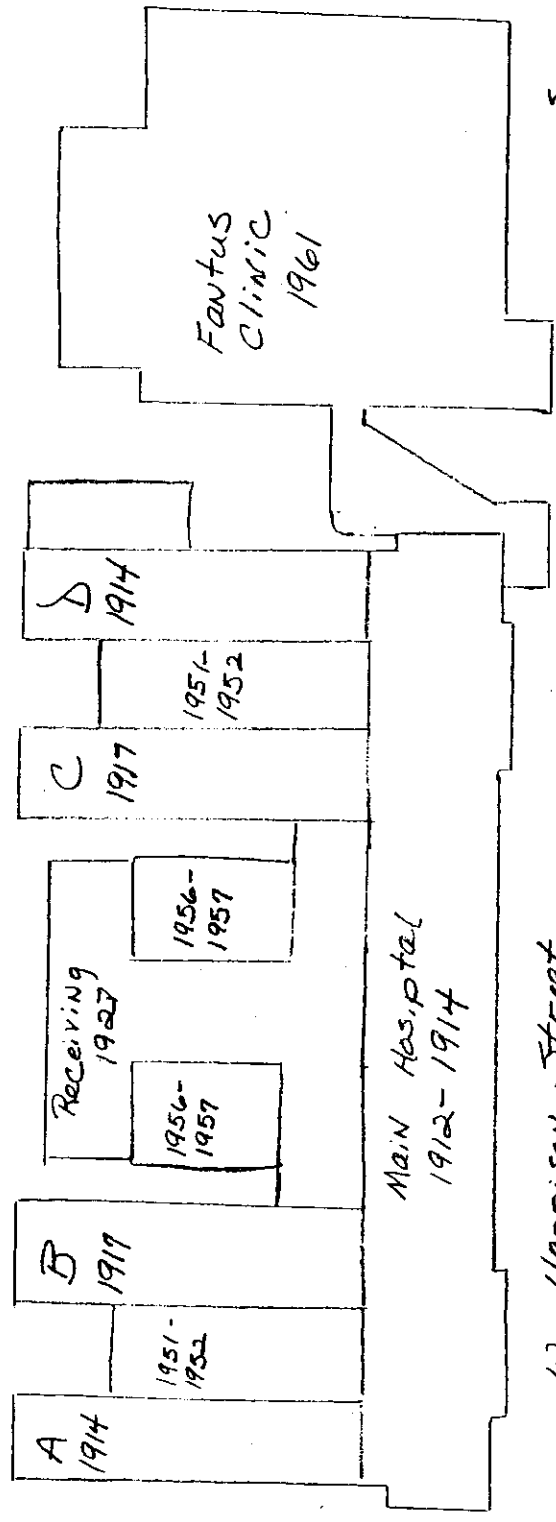 A
1914
1951-
1952
B
1917
Receiving
1927
1956-
1957
1956-
1957
C
1917
1951-
1952
D
1914
Main Hospital
1912-1914
Fantus
Clinic
1961
W. Harrison Street